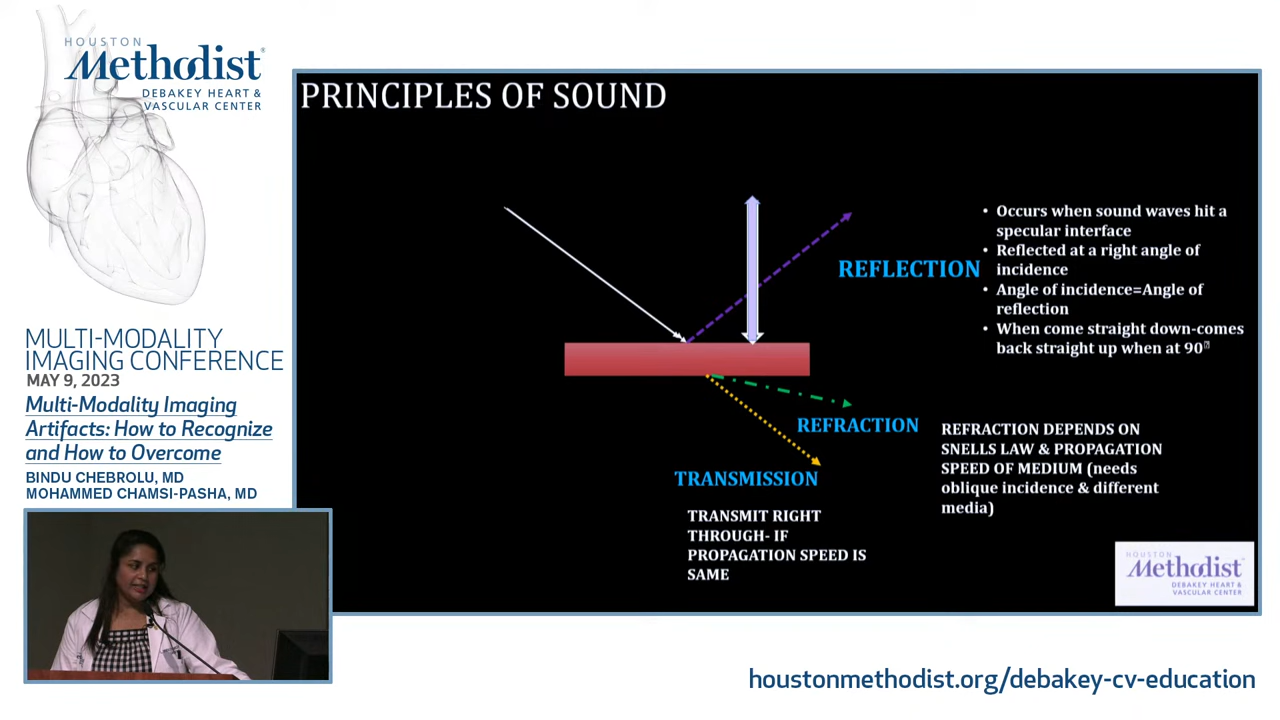 HOUSTON
Methodist®
DEBAKEY HEART &
VASCULAR CENTER
MULTI-MODALITY
IMAGING CONFERENCE
MAY 9, 2023
Multi-Modality Imaging
Artifacts: How to Recognize
and How to Overcome
BINDU CHEBROLU, MD
MOHAMMED CHAMSI-PASHA, MD
PRINCIPLES OF SOUND
REFLECTION
• Occurs when sound waves hit a
specular interface
• Reflected at a right angle of
incidence
• Angle of incidence=Angle of
reflection
• When come straight down-comes
back straight up when at 90
REFRACTION
REFRACTION DEPENDS ON
SNELLS LAW & PROPAGATION
SPEED OF MEDIUM (needs
oblique incidence & different
media)
TRANSMISSION
TRANSMIT RIGHT
THROUGH- IF
PROPAGATION SPEED IS
SAME
HOUSTON
Methodist
DEBAKEY HEART &
VASCULAR CENTER
houstonmethodist.org/debakey-cv-education